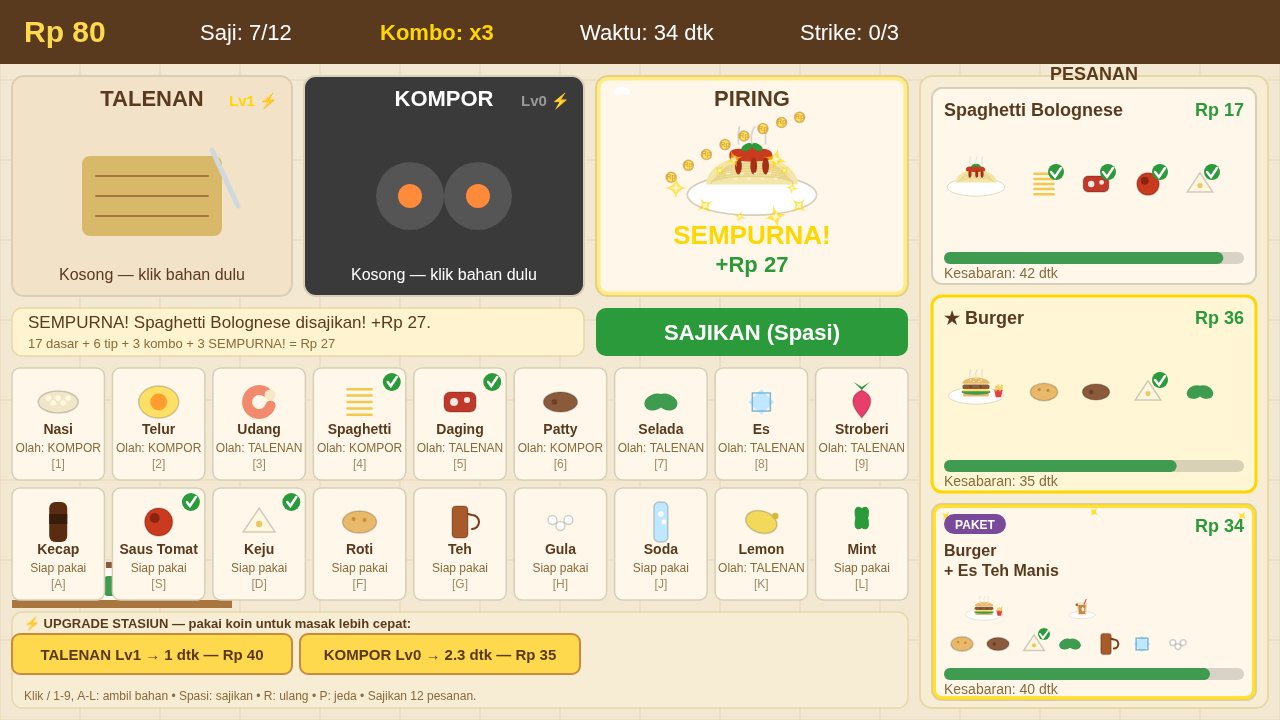 Rp 80
Saji: 7/12
Kombo: x3
Waktu: 34 dtk
Strike: 0/3
TALENAN
Lv1 ⚡
Kosong — klik bahan dulu
KOMPOR
Lv0 ⚡
Kosong — klik bahan dulu
PIRING
SEMPURNA!
+Rp 27
SEMPURNA! Spaghetti Bolognese disajikan! +Rp 27.
17 dasar + 6 tip + 3 kombo + 3 SEMPURNA! = Rp 27
SAJIKAN (Spasi)
Nasi
Olah: KOMPOR
[1]
Telur
Olah: KOMPOR
[2]
Udang
Olah: TALENAN
[3]
Spaghetti
Olah: KOMPOR
[4]
Daging
Olah: TALENAN
[5]
Patty
Olah: KOMPOR
[6]
Selada
Olah: TALENAN
[7]
Es
Olah: TALENAN
[8]
Stroberi
Olah: TALENAN
[9]
Kecap
Siap pakai
[A]
Saus Tomat
Siap pakai
[S]
Keju
Siap pakai
[D]
Roti
Siap pakai
[F]
Teh
Siap pakai
[G]
Gula
Siap pakai
[H]
Soda
Siap pakai
[J]
Lemon
Olah: TALENAN
[K]
Mint
Siap pakai
[L]
⚡ UPGRADE STASIUN — pakai koin untuk masak lebih cepat:
TALENAN Lv1 → 1 dtk — Rp 40
KOMPOR Lv0 → 2.3 dtk — Rp 35
Klik / 1-9, A-L: ambil bahan • Spasi: sajikan • R: ulang • P: jeda • Sajikan 12 pesanan.
PESANAN
Spaghetti Bolognese
Rp 17
Kesabaran: 42 dtk
★ Burger
Rp 36
Kesabaran: 35 dtk
PAKET
Rp 34
Burger
+ Es Teh Manis
Kesabaran: 40 dtk